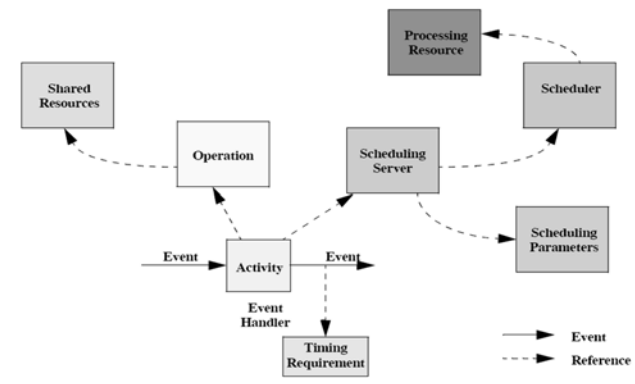 Processing
Resource
Shared
Resources
Scheduler
Operation
Scheduling
Server
Scheduling
Parameters
Event
Activity
Event
Event
Handler
Timing
Requirement
Event
Reference